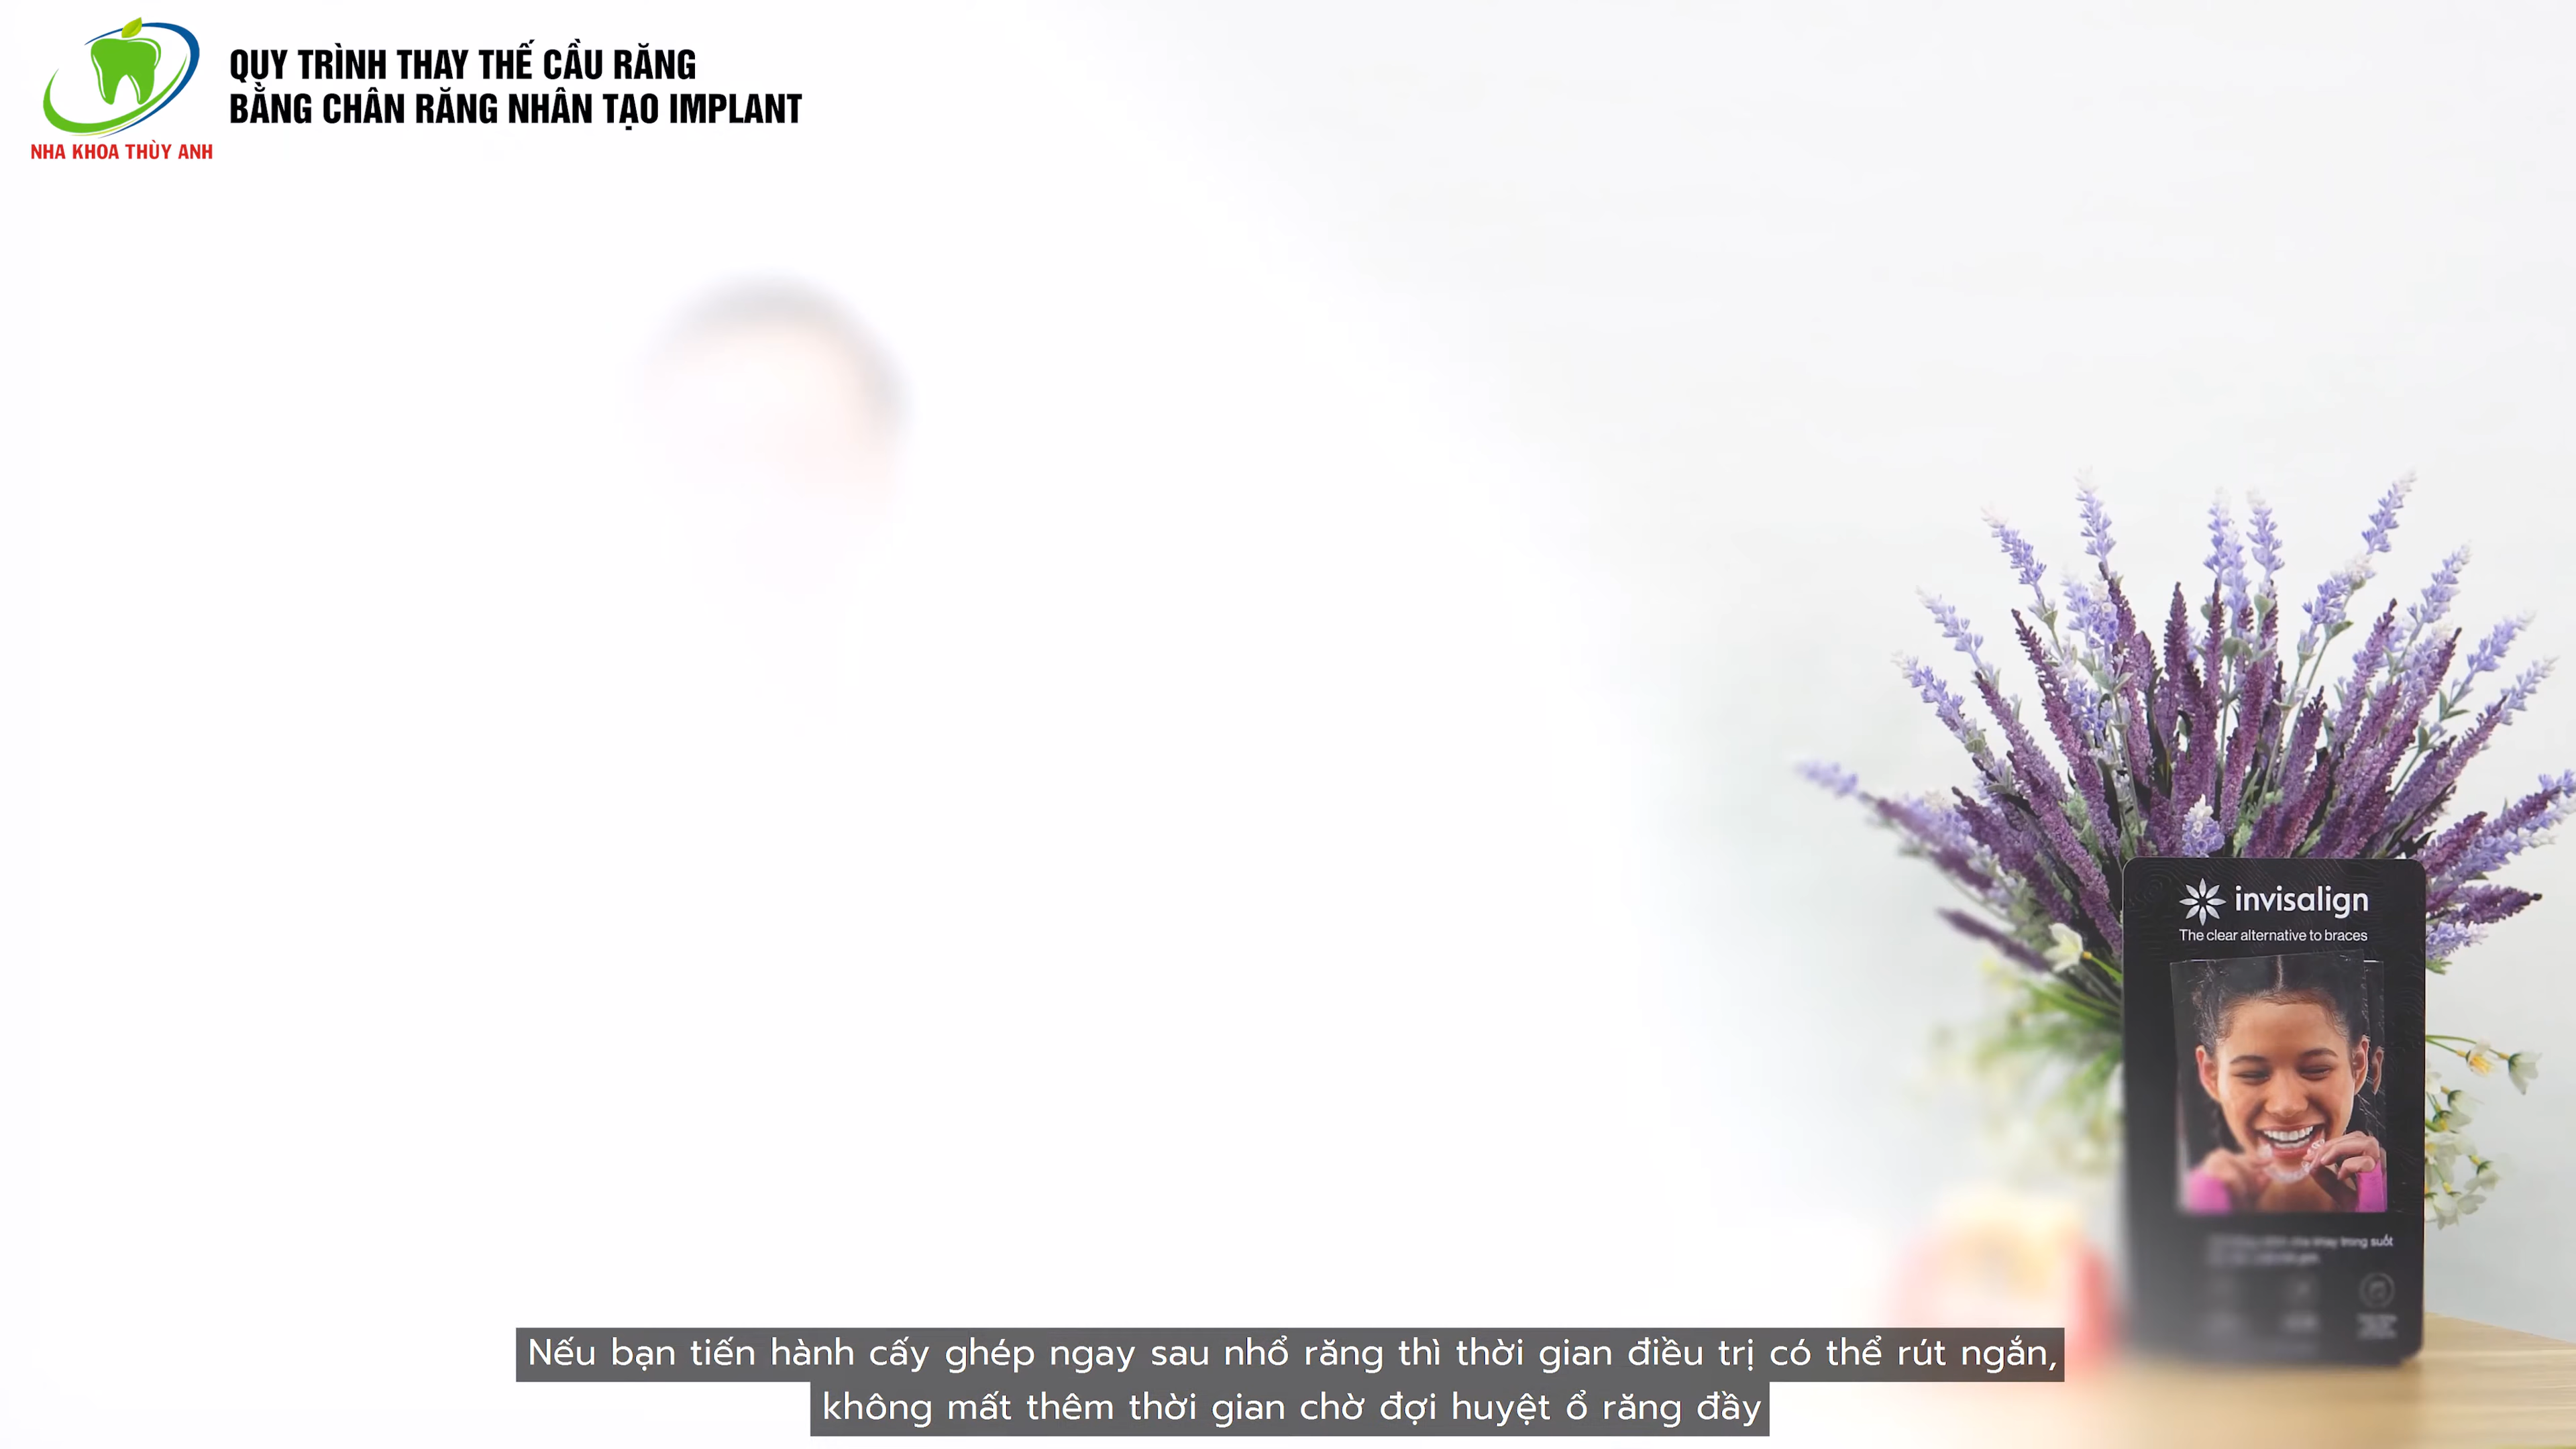 QUY TRÌNH THAY THẾ CẦU RĂNG
BẰNG CHÂN RĂNG NHÂN TẠO IMPLANT
NHA KHOA THÙY ANH
invisalign
The clear alternative to braces
trong suốt
Nếu bạn tiến hành cấy ghép ngay sau nhổ răng thì thời gian điều trị có thể rút ngắn,
không mất thêm thời gian chờ đợi huyệt ổ răng đầy